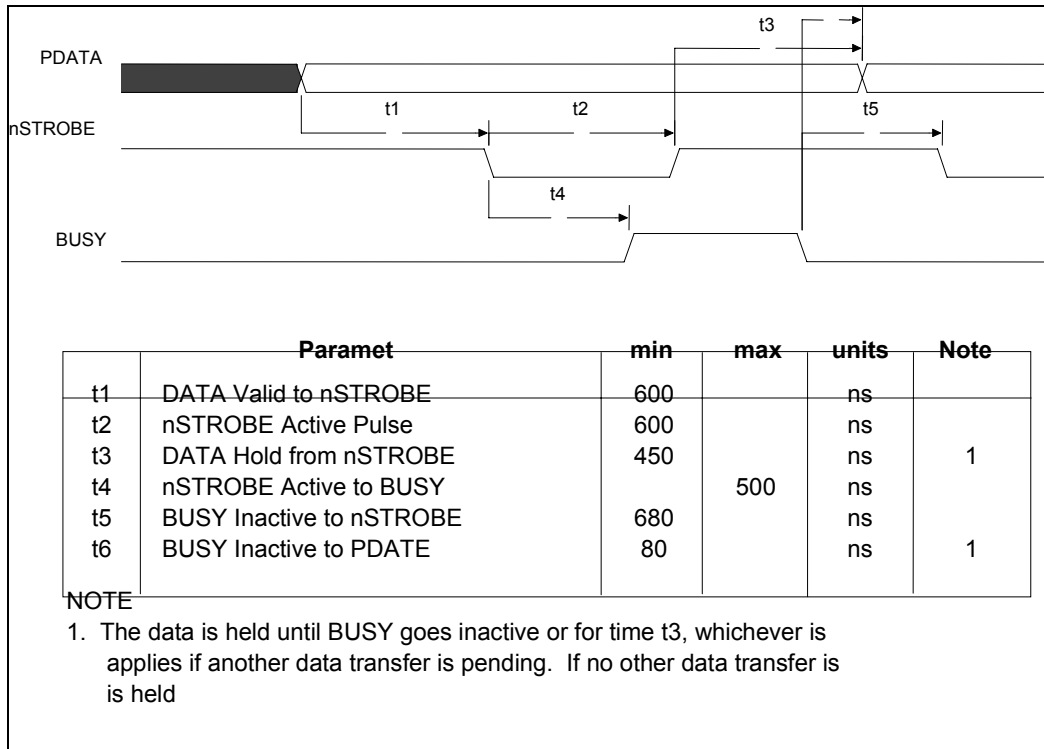 t3
PDATA
t1 t2 t5
nSTROBE
t4
BUSY
Paramet min max units Note
t1 DATA Valid to nSTROBE 600 ns
t2 nSTROBE Active Pulse 600 ns
t3 DATA Hold from nSTROBE 450 ns 1
t4 nSTROBE Active to BUSY 500 ns
t5 BUSY Inactive to nSTROBE 680 ns
t6 BUSY Inactive to PDATE 80 ns 1
NOTE
1. The data is held until BUSY goes inactive or for time t3, whichever is
applies if another data transfer is pending. If no other data transfer is
is held